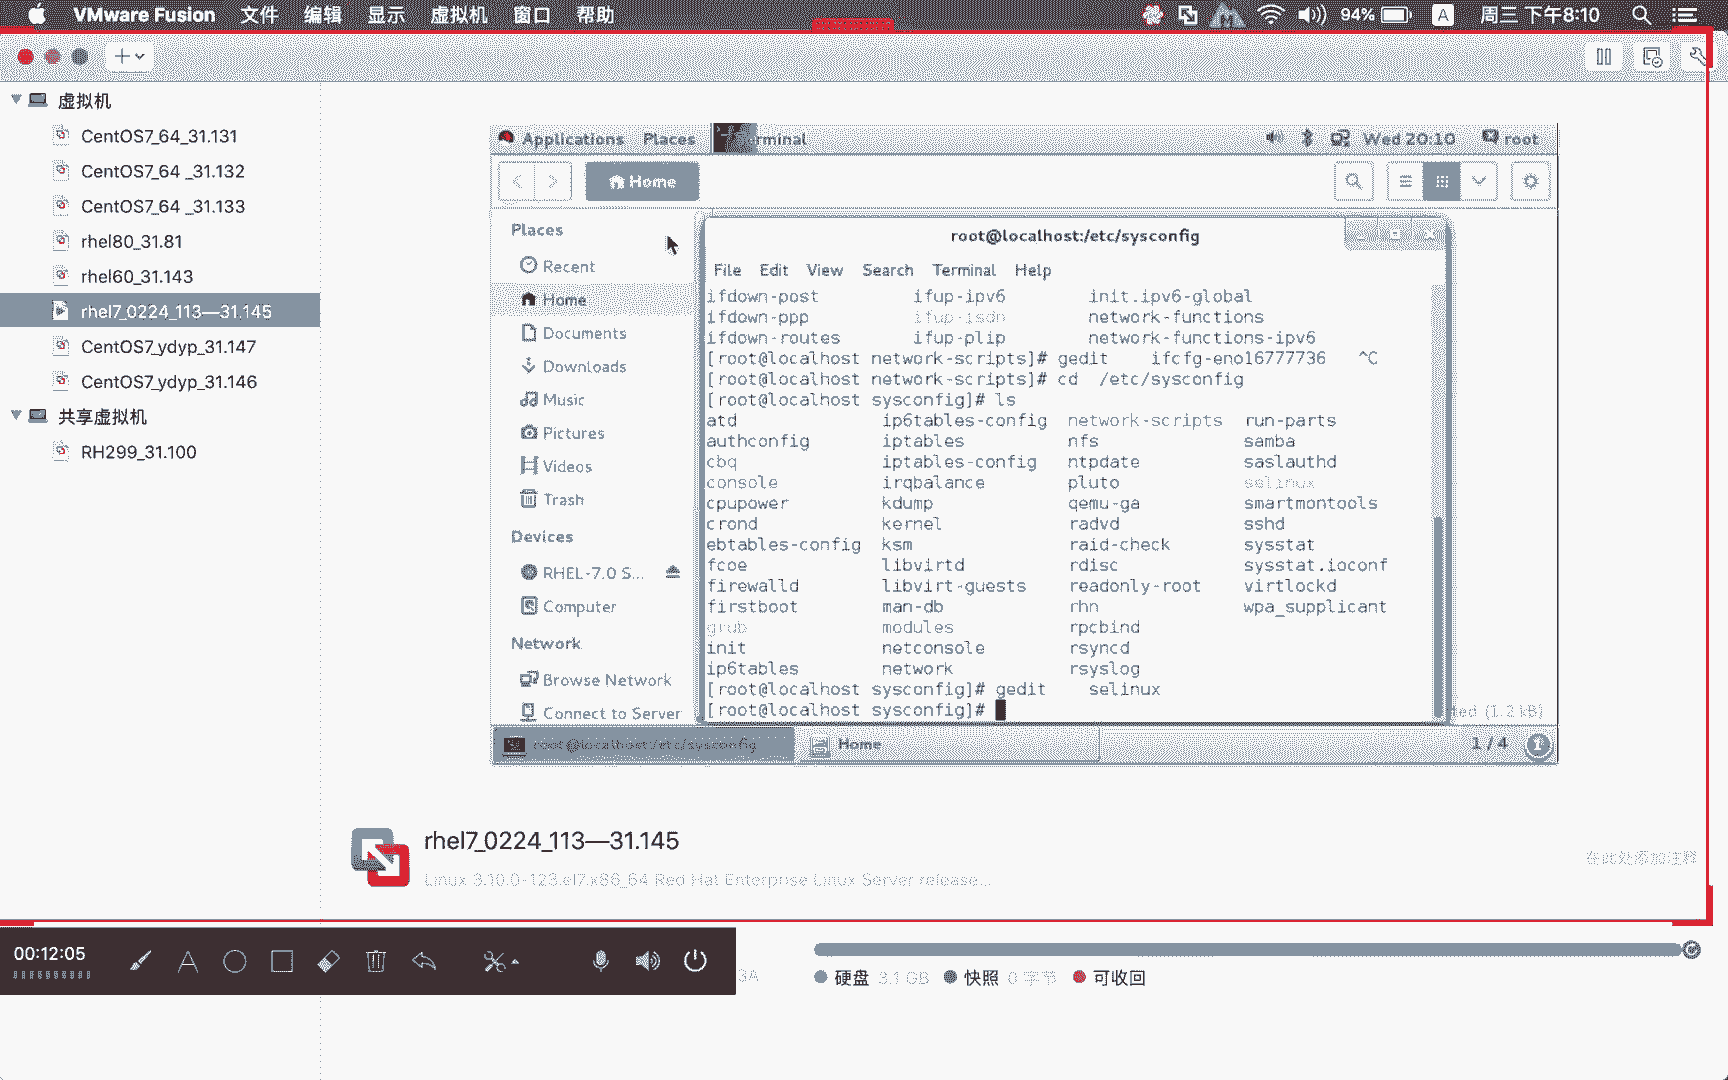 VMware Fusion 文件 编辑 显示 虚拟机 窗口 帮助 94% A 周三 下午8:10
虚拟机
CentOS7_64_31.131
CentOS7_64 _31.132
CentOS7_64 _31.133
rhel80_31.81
rhel60_31.143
rhel7_0224_113—31.145
CentOS7_ydyp_31.147
CentOS7_ydyp_31.146
共享虚拟机
RH299_31.100
Applications Places Wed 20:10 root
Home
Places
Recent
Home
Documents
Downloads
Music
Pictures
Videos
Trash
Devices
RHEL-7.0 S...
Computer
Network
Browse Network
Connect to Server
root@localhost:/etc/sysconfig
File Edit View Search Terminal Help
ifdown-post ifup-ipv6 init.ipv6-global
ifdown-ppp ifup-isdn network-functions
ifdown-routes ifup-plip network-functions-ipv6
[root@localhost network-scripts]# gedit ifcfg-eno16777736 ^C
[root@localhost network-scripts]# cd /etc/sysconfig
[root@localhost sysconfig]# ls
atd ip6tables-config network-scripts run-parts
authconfig iptables nfs samba
cbq iptables-config ntpdate saslauthd
console irqbalance pluto selinux
cpupower kdump qemu-ga smartmontools
crond kernel radvd sshd
ebtables-config ksm raid-check sysstat
fcoe libvirtd rdisc sysstat.ioconf
firewalld libvirt-guests readonly-root virtlockd
firstboot man-db rhn wpa_supplicant
grub modules rpcbind
init netconsole rsyncd
ip6tables network rsyslog
[root@localhost sysconfig]# gedit selinux
[root@localhost sysconfig]#
(1.2 kB)
root@localhost:/etc/sysconfig Home 1 / 4
rhel7_0224_113—31.145
Linux 3.10.0-123.el7.x86_64 Red Hat Enterprise Linux Server release...
在此处添加注释
00:12:05
硬盘 3.1 GB 快照 0 字节 可收回